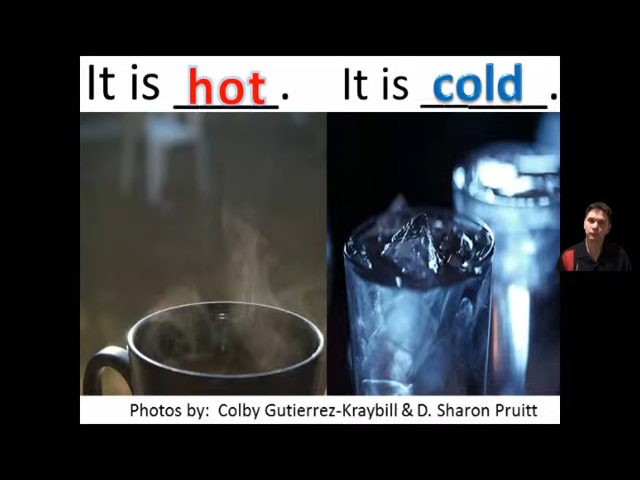 It is hot. It is cold.
Photos by: Colby Gutierrez-Kraybill & D. Sharon Pruitt